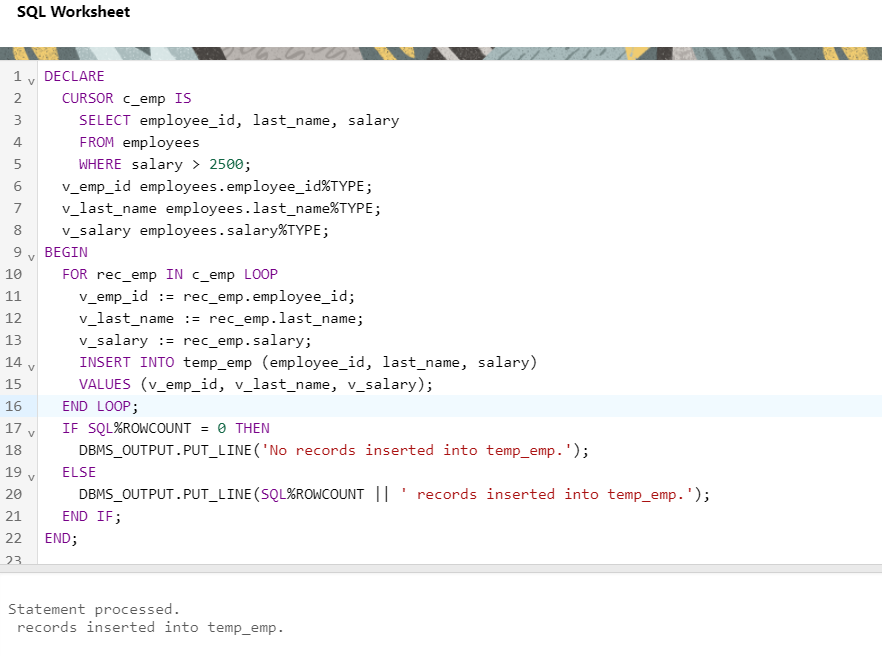 SQL Worksheet
1 DECLARE
2 CURSOR c_emp IS
3 SELECT employee_id, last_name, salary
4 FROM employees
5 WHERE salary > 2500;
6 v_emp_id employees.employee_id%TYPE;
7 v_last_name employees.last_name%TYPE;
8 v_salary employees.salary%TYPE;
9 BEGIN
10 FOR rec_emp IN c_emp LOOP
11 v_emp_id := rec_emp.employee_id;
12 v_last_name := rec_emp.last_name;
13 v_salary := rec_emp.salary;
14 INSERT INTO temp_emp (employee_id, last_name, salary)
15 VALUES (v_emp_id, v_last_name, v_salary);
16 END LOOP;
17 IF SQL%ROWCOUNT = 0 THEN
18 DBMS_OUTPUT.PUT_LINE('No records inserted into temp_emp.');
19 ELSE
20 DBMS_OUTPUT.PUT_LINE(SQL%ROWCOUNT || ' records inserted into temp_emp.');
21 END IF;
22 END;
23
Statement processed.
records inserted into temp_emp.